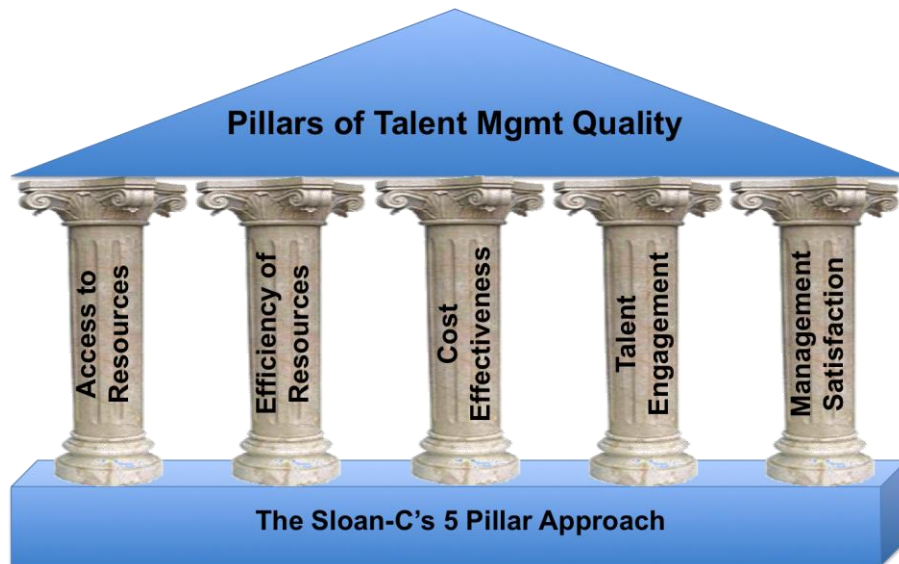 Pillars of Talent Mgmt Quality
Access to
Resources
Efficiency of
Resources
Cost
Effectiveness
Talent
Engagement
Management
Satisfaction
The Sloan-C's 5 Pillar Approach